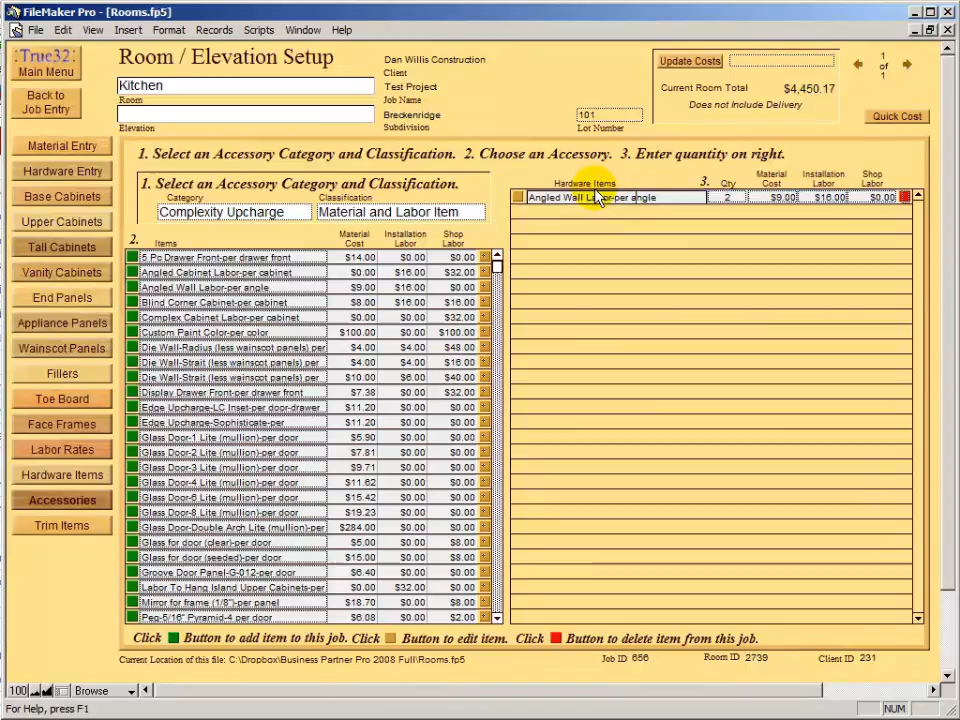 FileMaker Pro - [Rooms.fp5]
File Edit View Insert Format Records Scripts Window Help
True32
Main Menu
Back to
Job Entry
Material Entry
Hardware Entry
Base Cabinets
Upper Cabinets
Tall Cabinets
Vanity Cabinets
End Panels
Appliance Panels
Wainscot Panels
Fillers
Toe Board
Face Frames
Labor Rates
Hardware Items
Accessories
Trim Items
Room / Elevation Setup
Kitchen
Room
Elevation
Dan Willis Construction
Client
Test Project
Job Name
Breckenridge
Subdivision
101
Lot Number
Update Costs
Current Room Total $4,450.17
Does not Include Delivery
1
of
1
Quick Cost
1. Select an Accessory Category and Classification. 2. Choose an Accessory. 3. Enter quantity on right.
1. Select an Accessory Category and Classification.
Category Classification
Complexity Upcharge Material and Labor Item
2. Items Material Cost Installation Labor Shop Labor
5 Pc Drawer Front-per drawer front $14.00 $0.00 $0.00
Angled Cabinet Labor-per cabinet $0.00 $16.00 $32.00
Angled Wall Labor-per angle $9.00 $16.00 $0.00
Blind Corner Cabinet-per cabinet $8.00 $16.00 $16.00
Complex Cabinet Labor-per cabinet $0.00 $0.00 $32.00
Custom Paint Color-per color $100.00 $0.00 $100.00
Die Wall-Radius (less wainscot panels) per $4.00 $4.00 $48.00
Die Wall-Strait (less wainscot panels) per $4.00 $4.00 $16.00
Die Wall-Strait (less wainscot panels) per $10.00 $6.00 $40.00
Display Drawer Front-per drawer front $7.38 $0.00 $32.00
Edge Upcharge-LC Inset-per door-drawer $11.20 $0.00 $0.00
Edge Upcharge-Sophisticate-per $11.20 $0.00 $0.00
Glass Door-1 Lite (mullion)-per door $5.90 $0.00 $0.00
Glass Door-2 Lite (mullion)-per door $7.81 $0.00 $0.00
Glass Door-3 Lite (mullion)-per door $9.71 $0.00 $0.00
Glass Door-4 Lite (mullion)-per door $11.62 $0.00 $0.00
Glass Door-6 Lite (mullion)-per door $15.42 $0.00 $0.00
Glass Door-8 Lite (mullion)-per door $19.23 $0.00 $0.00
Glass Door-Double Arch Lite (mullion)-per $284.00 $0.00 $0.00
Glass for door (clear)-per door $5.00 $0.00 $8.00
Glass for door (seeded)-per door $15.00 $0.00 $8.00
Groove Door Panel-G-012-per door $6.40 $0.00 $0.00
Labor To Hang Island Upper Cabinets-per $0.00 $32.00 $0.00
Mirror for frame (1/8")-per panel $18.70 $0.00 $8.00
Peg-5/16" Pyramid-4 per door $6.08 $0.00 $2.00
Hardware Items 3. Qty Material Cost Installation Labor Shop Labor
Angled Wall Labor-per angle 2 $9.00 $16.00 $0.00
Click Button to add item to this job. Click Button to edit item. Click Button to delete item from this job.
Current Location of this file: C:\Dropbox\Business Partner Pro 2008 Full\Rooms.fp5 Job ID 656 Room ID 2739 Client ID 231
100 Browse
For Help, press F1 NUM